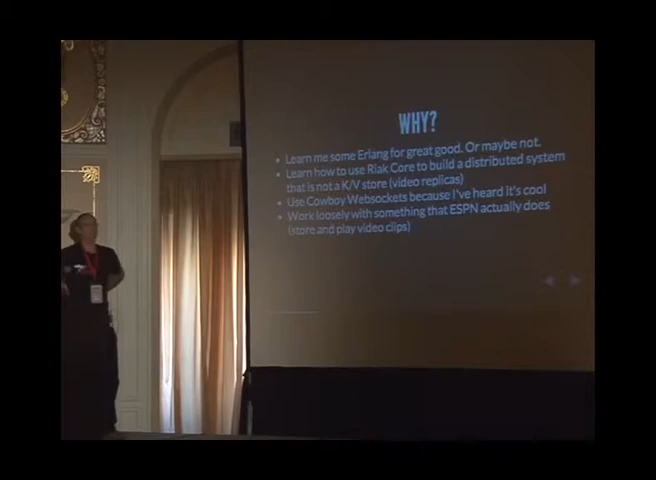 WHY?
• Learn me some Erlang for great good. Or maybe not.
• Learn how to use Riak Core to build a distributed system
that is not a K/V store (video replicas)
• Use Cowboy Websockets because I've heard it's cool
• Work loosely with something that ESPN actually does
(store and play video clips)